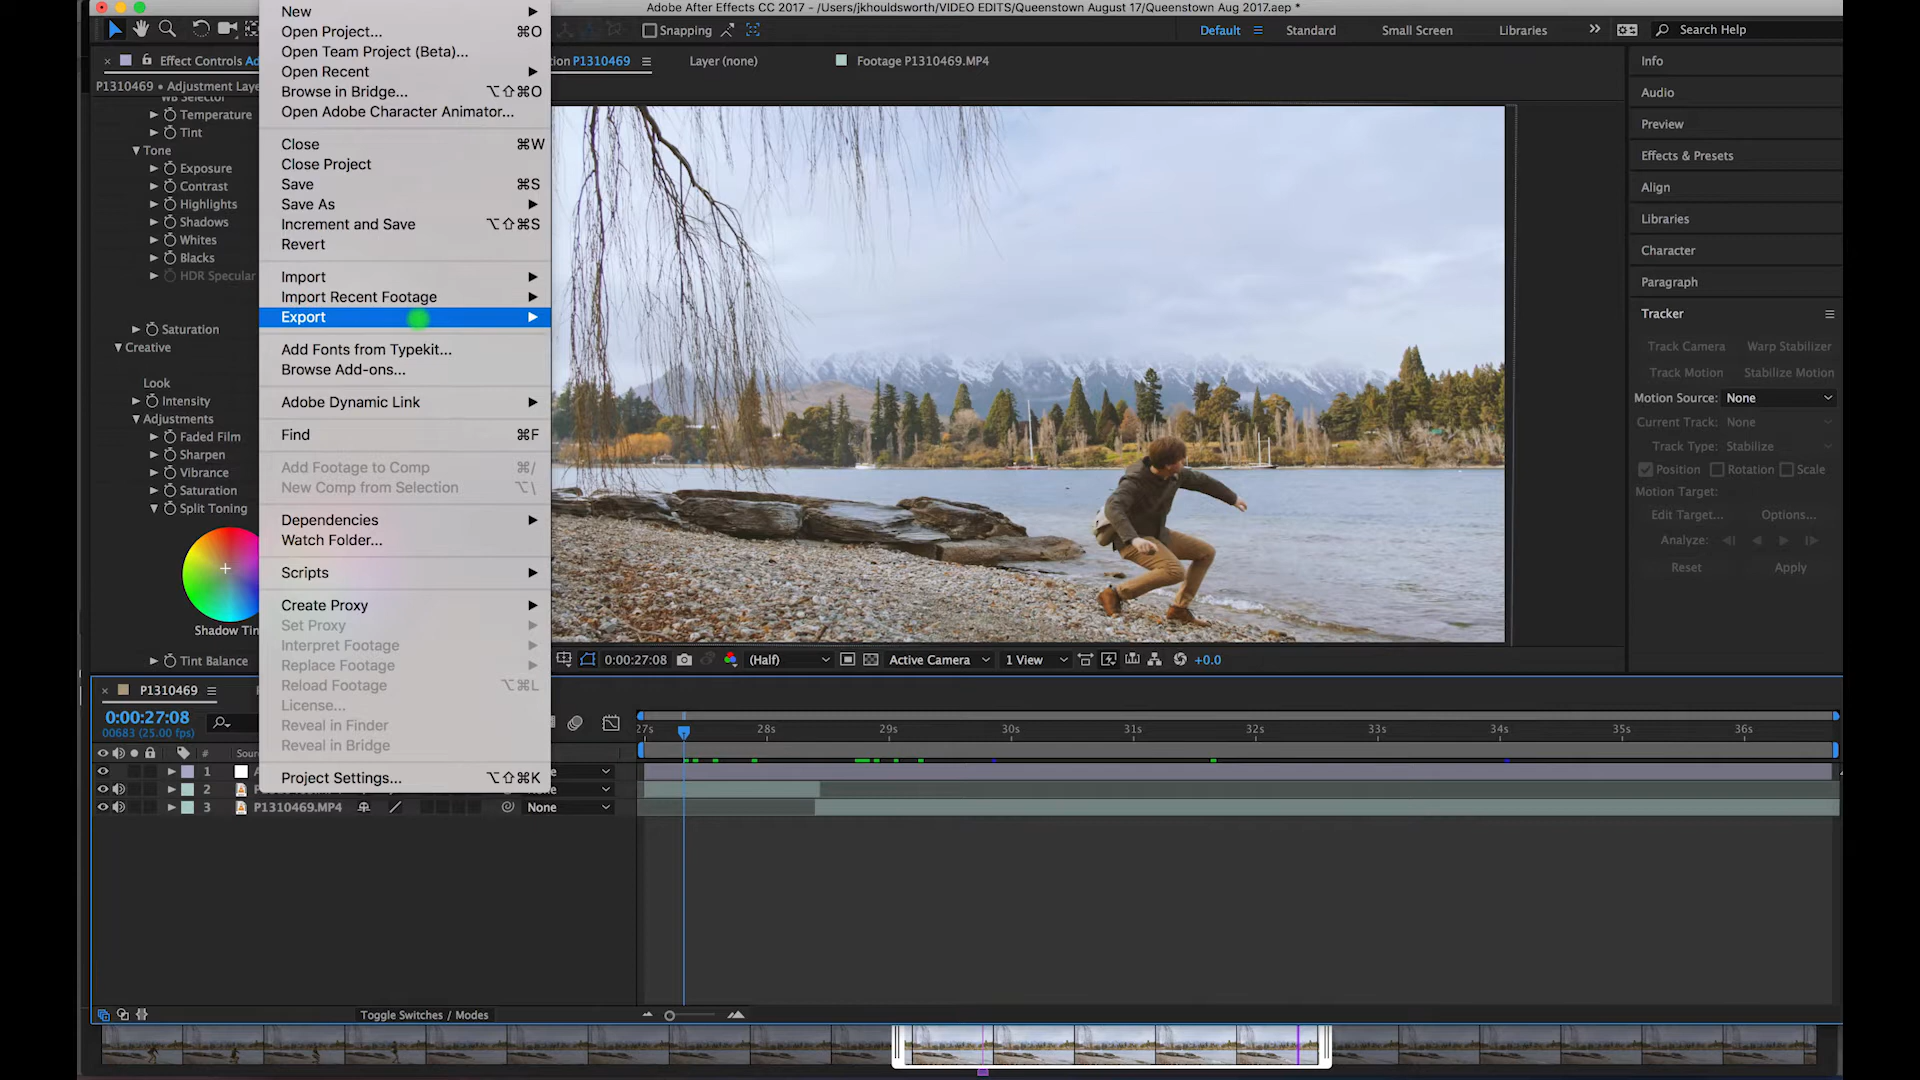 Adobe After Effects CC 2017 - /Users/jkhouldsworth/VIDEO EDITS/Queenstown August 17/Queenstown Aug 2017.aep *
Snapping
Default
Standard
Small Screen
Libraries
Search Help
Effect Controls
P1310469
Layer (none)
Footage P1310469.MP4
P1310469 • Adjustment Laye
WB Selector
Temperature
Tint
Tone
Exposure
Contrast
Highlights
Shadows
Whites
Blacks
HDR Specular
Saturation
Creative
Look
Intensity
Adjustments
Faded Film
Sharpen
Vibrance
Saturation
Split Toning
Shadow Tin
Tint Balance
New
Open Project... ⌘O
Open Team Project (Beta)...
Open Recent
Browse in Bridge... ⌥⇧⌘O
Open Adobe Character Animator...
Close ⌘W
Close Project
Save ⌘S
Save As
Increment and Save ⌥⇧⌘S
Revert
Import
Import Recent Footage
Export
Add Fonts from Typekit...
Browse Add-ons...
Adobe Dynamic Link
Find ⌘F
Add Footage to Comp ⌘/
New Comp from Selection ⌥\
Dependencies
Watch Folder...
Scripts
Create Proxy
Set Proxy
Interpret Footage
Replace Footage
Reload Footage ⌥⌘L
License...
Reveal in Finder
Reveal in Bridge
Project Settings... ⌥⇧⌘K
Info
Audio
Preview
Effects & Presets
Align
Libraries
Character
Paragraph
Tracker
Track Camera Warp Stabilizer
Track Motion Stabilize Motion
Motion Source: None
Current Track: None
Track Type: Stabilize
Position Rotation Scale
Motion Target:
Edit Target... Options...
Analyze:
Reset Apply
0:00:27:08 (Half) Active Camera 1 View +0.0
P1310469
0:00:27:08
00683 (25.00 fps)
27s 28s 29s 30s 31s 32s 33s 34s 35s 36s
# Sourc
1
2
3 P1310469.MP4 None
Toggle Switches / Modes